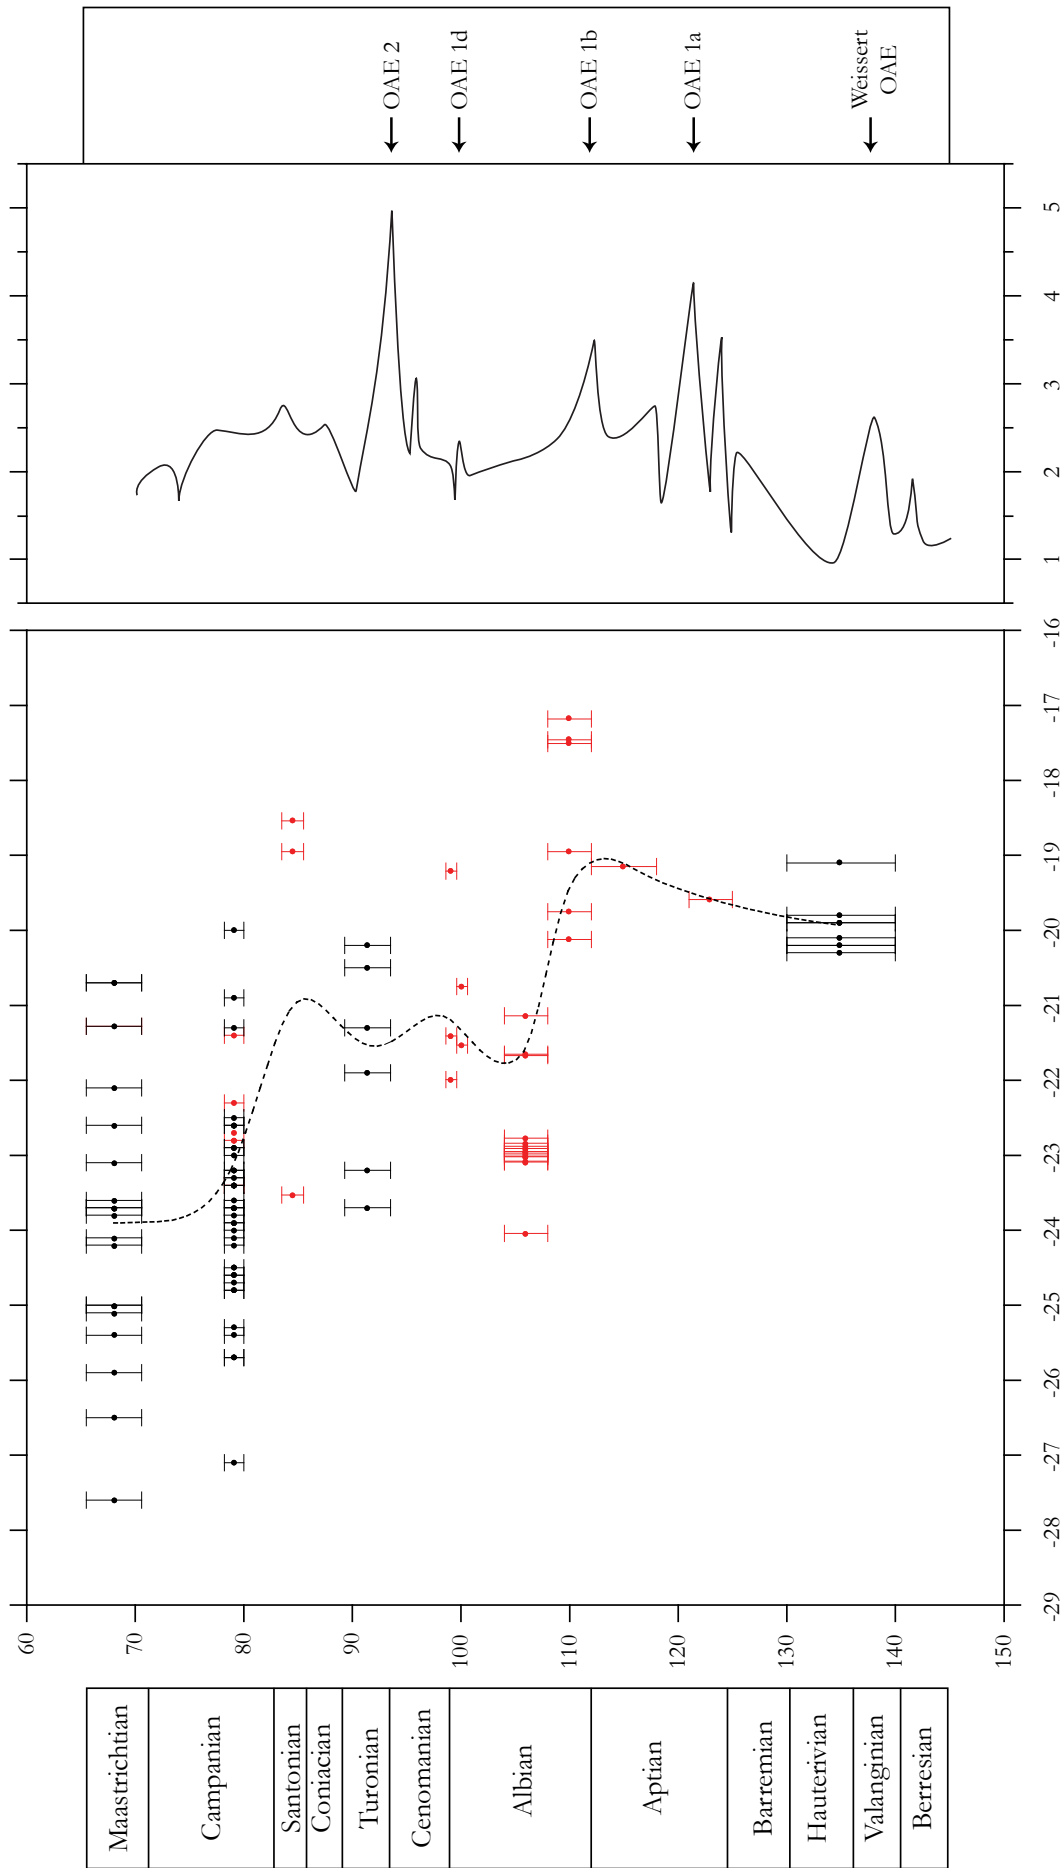 OAE 2
OAE 1d
OAE 1b
OAE 1a
Weissert
OAE
5
4
3
2
1
-16
-17
-18
-19
-20
-21
-22
-23
-24
-25
-26
-27
-28
-29
60
70
80
90
100
110
120
130
140
150
Maastrichtian
Campanian
Santonian
Coniacian
Turonian
Cenomanian
Albian
Aptian
Barremian
Hauterivian
Valanginian
Berresian